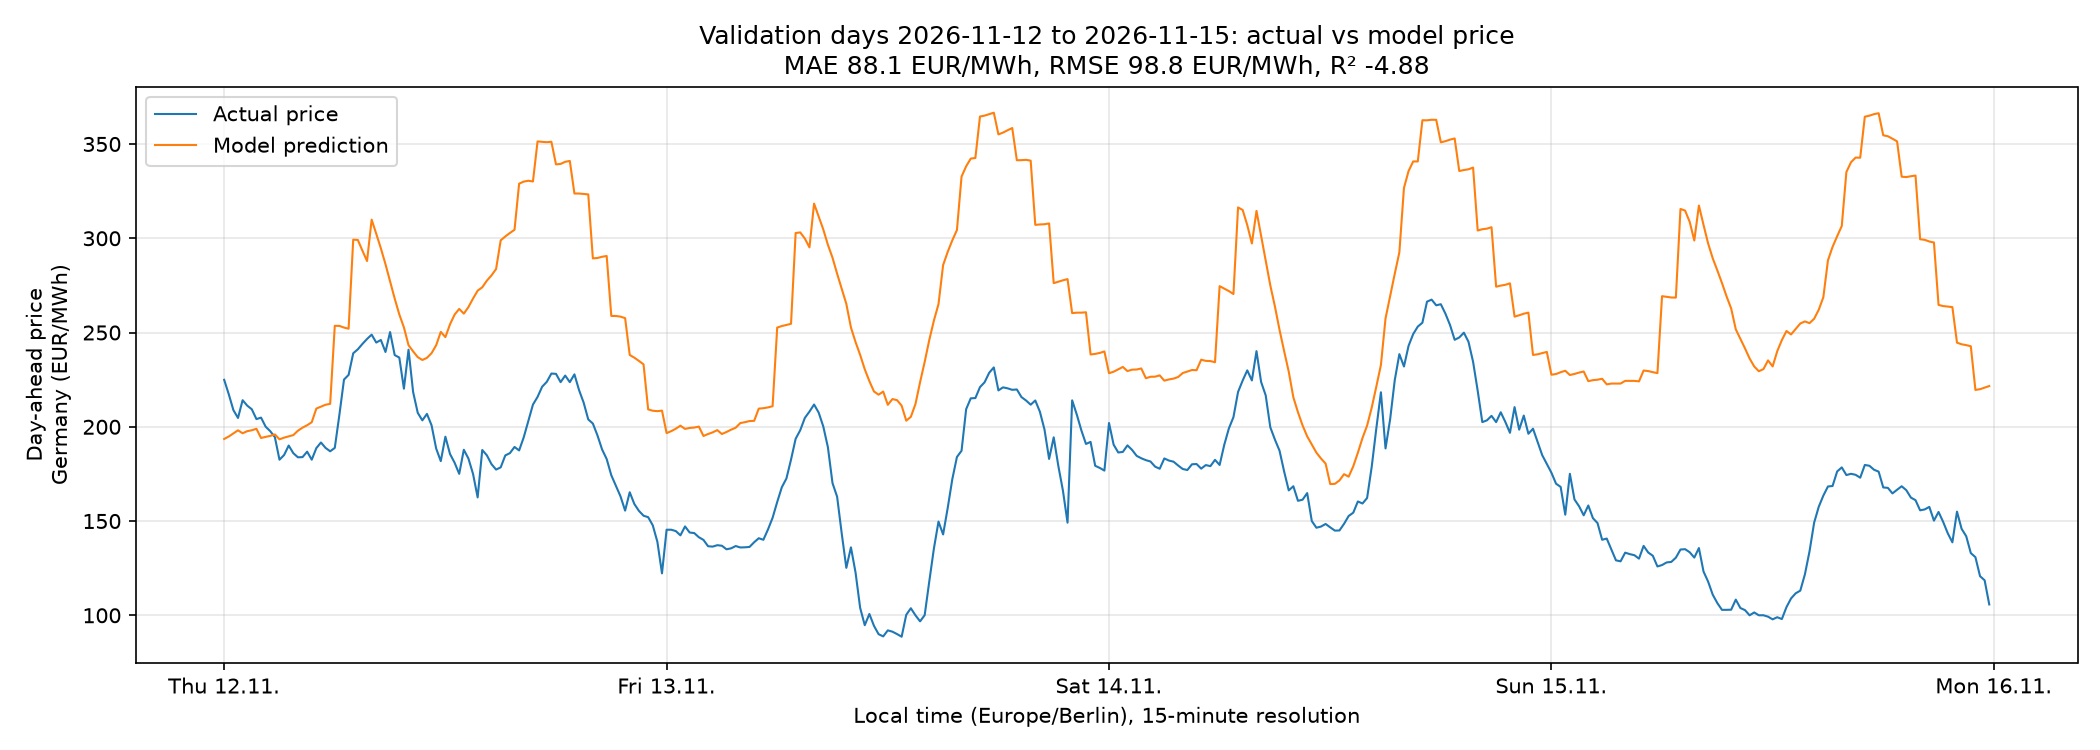 Validation days 2026-11-12 to 2026-11-15: actual vs model price
MAE 88.1 EUR/MWh, RMSE 98.8 EUR/MWh, R² -4.88
Actual price
Model prediction
Day-ahead price
Germany (EUR/MWh)
350
300
250
200
150
100
Thu 12.11.
Fri 13.11.
Sat 14.11.
Sun 15.11.
Mon 16.11.
Local time (Europe/Berlin), 15-minute resolution